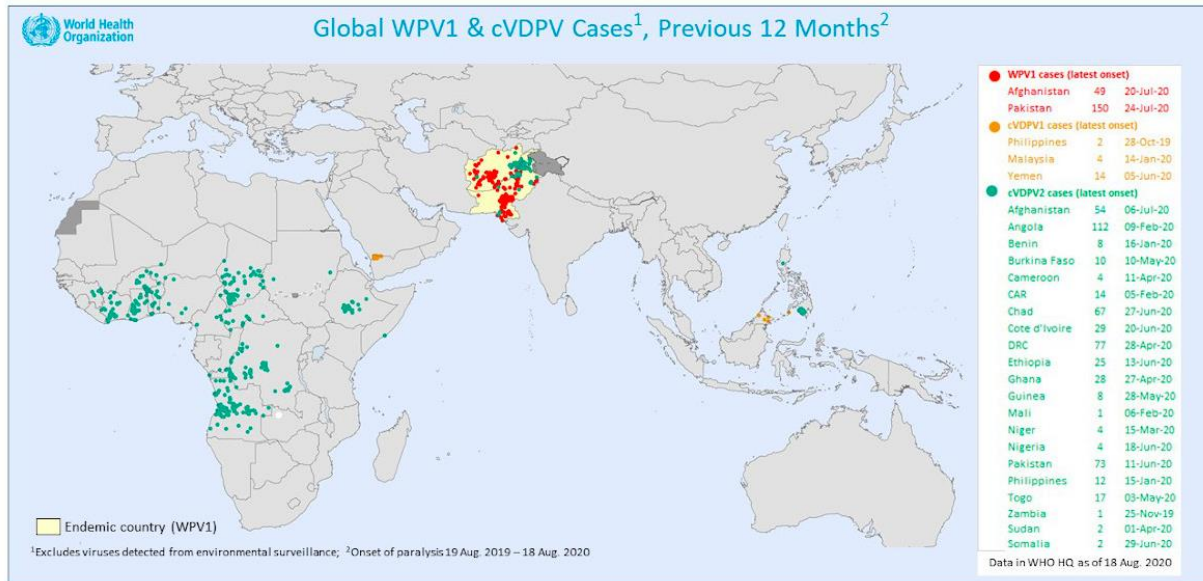 World Health
Organization
Global WPV1 & cVDPV Cases¹, Previous 12 Months²
WPV1 cases (latest onset)
Afghanistan 49 20-Jul-20
Pakistan 150 24-Jul-20
cVDPV1 cases (latest onset)
Philippines 2 28-Oct-19
Malaysia 4 14-Jan-20
Yemen 14 05-Jun-20
cVDPV2 cases (latest onset)
Afghanistan 54 06-Jul-20
Angola 112 09-Feb-20
Benin 8 16-Jan-20
Burkina Faso 10 10-May-20
Cameroon 4 11-Apr-20
CAR 14 05-Feb-20
Chad 67 27-Jun-20
Cote d'Ivoire 29 20-Jun-20
DRC 77 28-Apr-20
Ethiopia 25 13-Jun-20
Ghana 28 27-Apr-20
Guinea 8 28-May-20
Mali 1 06-Feb-20
Niger 4 15-Mar-20
Nigeria 4 18-Jun-20
Pakistan 73 11-Jun-20
Philippines 12 15-Jan-20
Togo 17 03-May-20
Zambia 1 25-Nov-19
Sudan 2 01-Apr-20
Somalia 2 29-Jun-20
Data in WHO HQ as of 18 Aug. 2020
Endemic country (WPV1)
¹Excludes viruses detected from environmental surveillance; ²Onset of paralysis 19 Aug. 2019 – 18 Aug. 2020